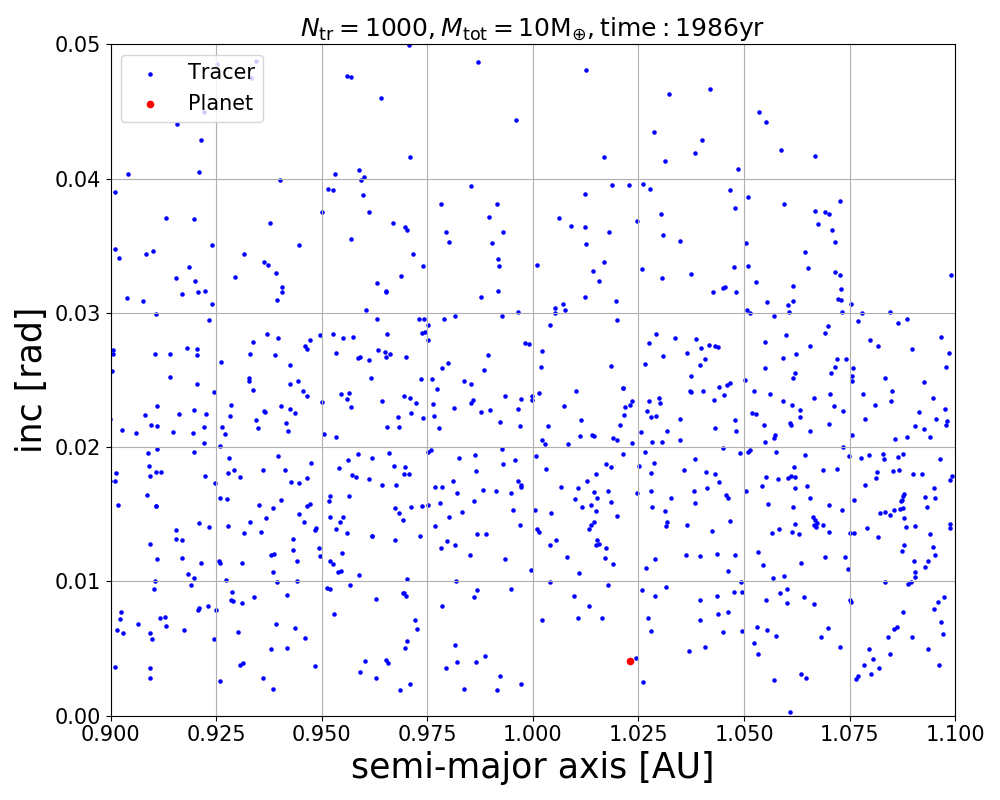 N_tr = 1000, M_tot = 10M_⊕, time : 1986yr
Tracer
Planet
0.05
0.04
0.03
0.02
0.01
0.00
inc [rad]
0.900 0.925 0.950 0.975 1.000 1.025 1.050 1.075 1.100
semi-major axis [AU]